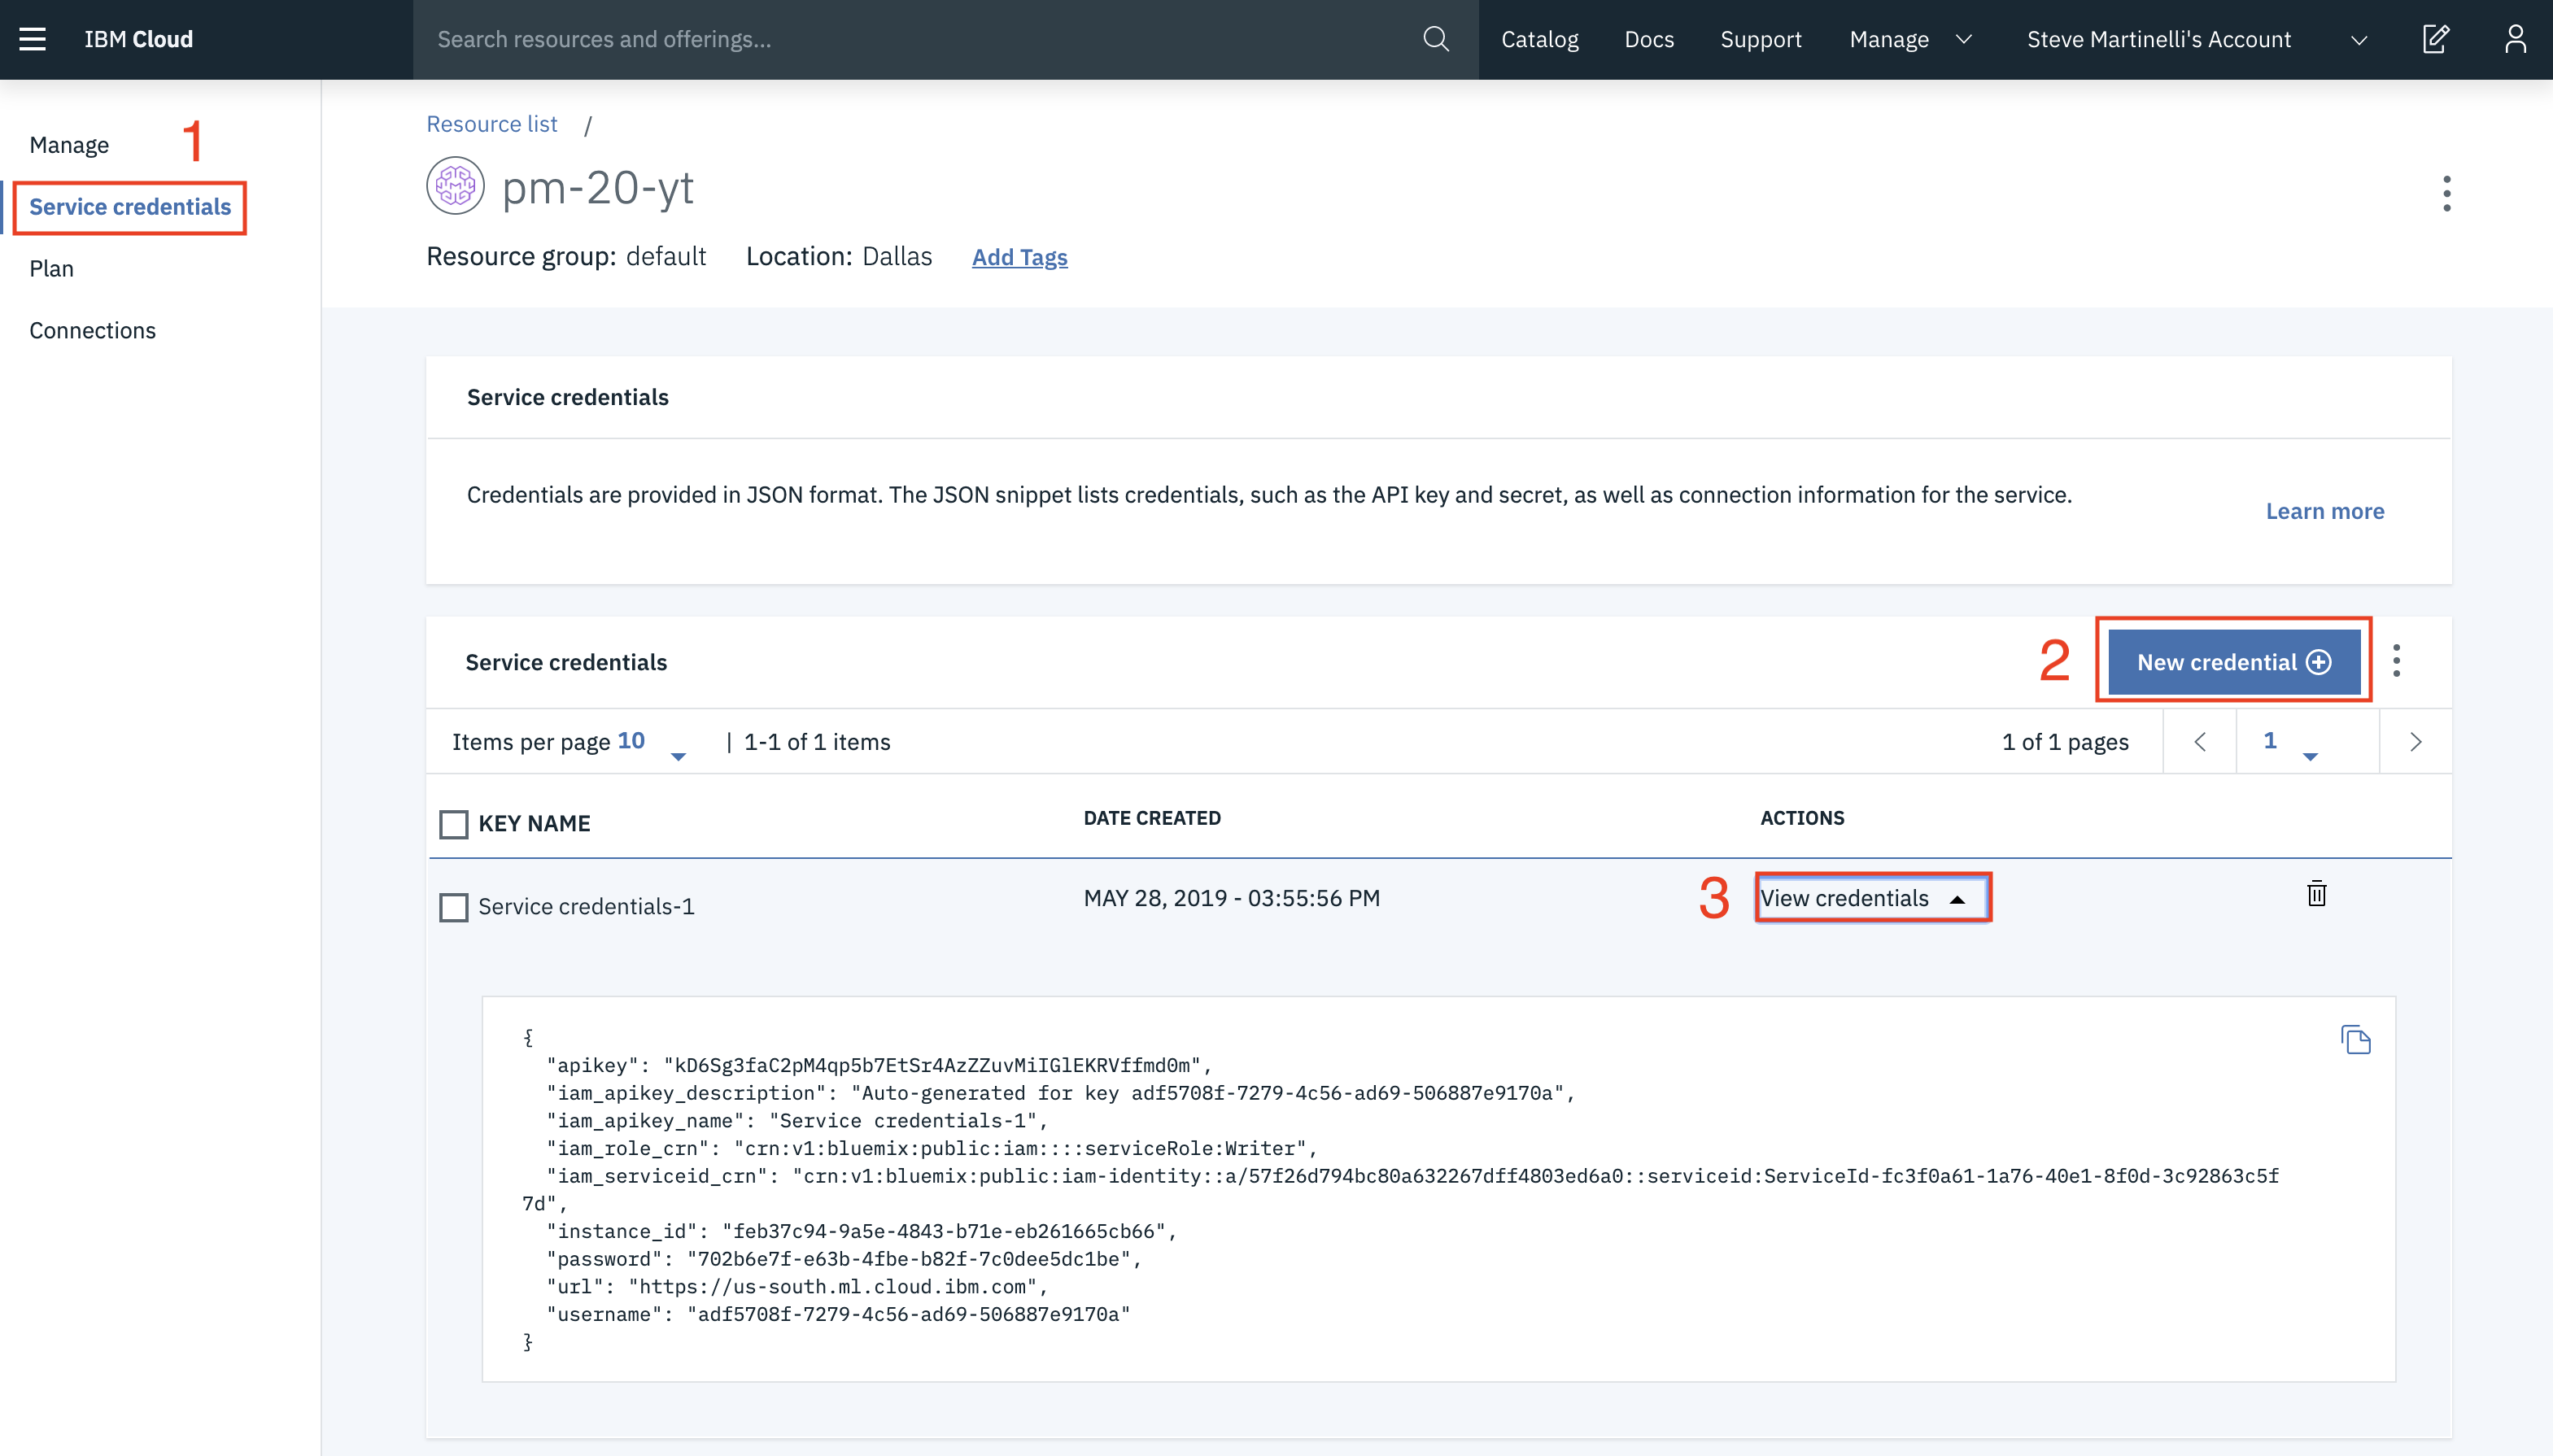 IBM Cloud
Search resources and offerings...
Catalog
Docs
Support
Manage
Steve Martinelli's Account
Manage
1
Service credentials
Plan
Connections
Resource list /
pm-20-yt
Resource group: default Location: Dallas Add Tags
Service credentials
Credentials are provided in JSON format. The JSON snippet lists credentials, such as the API key and secret, as well as connection information for the service.
Learn more
Service credentials
2
New credential
Items per page 10 | 1-1 of 1 items
1 of 1 pages
1
KEY NAME DATE CREATED ACTIONS
Service credentials-1 MAY 28, 2019 - 03:55:56 PM 3 View credentials
{
"apikey": "kD6Sg3faC2pM4qp5b7EtSr4AzZZuvMiIGlEKRVffmd0m",
"iam_apikey_description": "Auto-generated for key adf5708f-7279-4c56-ad69-506887e9170a",
"iam_apikey_name": "Service credentials-1",
"iam_role_crn": "crn:v1:bluemix:public:iam::::serviceRole:Writer",
"iam_serviceid_crn": "crn:v1:bluemix:public:iam-identity::a/57f26d794bc80a632267dff4803ed6a0::serviceid:ServiceId-fc3f0a61-1a76-40e1-8f0d-3c92863c5f
7d",
"instance_id": "feb37c94-9a5e-4843-b71e-eb261665cb66",
"password": "702b6e7f-e63b-4fbe-b82f-7c0dee5dc1be",
"url": "https://us-south.ml.cloud.ibm.com",
"username": "adf5708f-7279-4c56-ad69-506887e9170a"
}